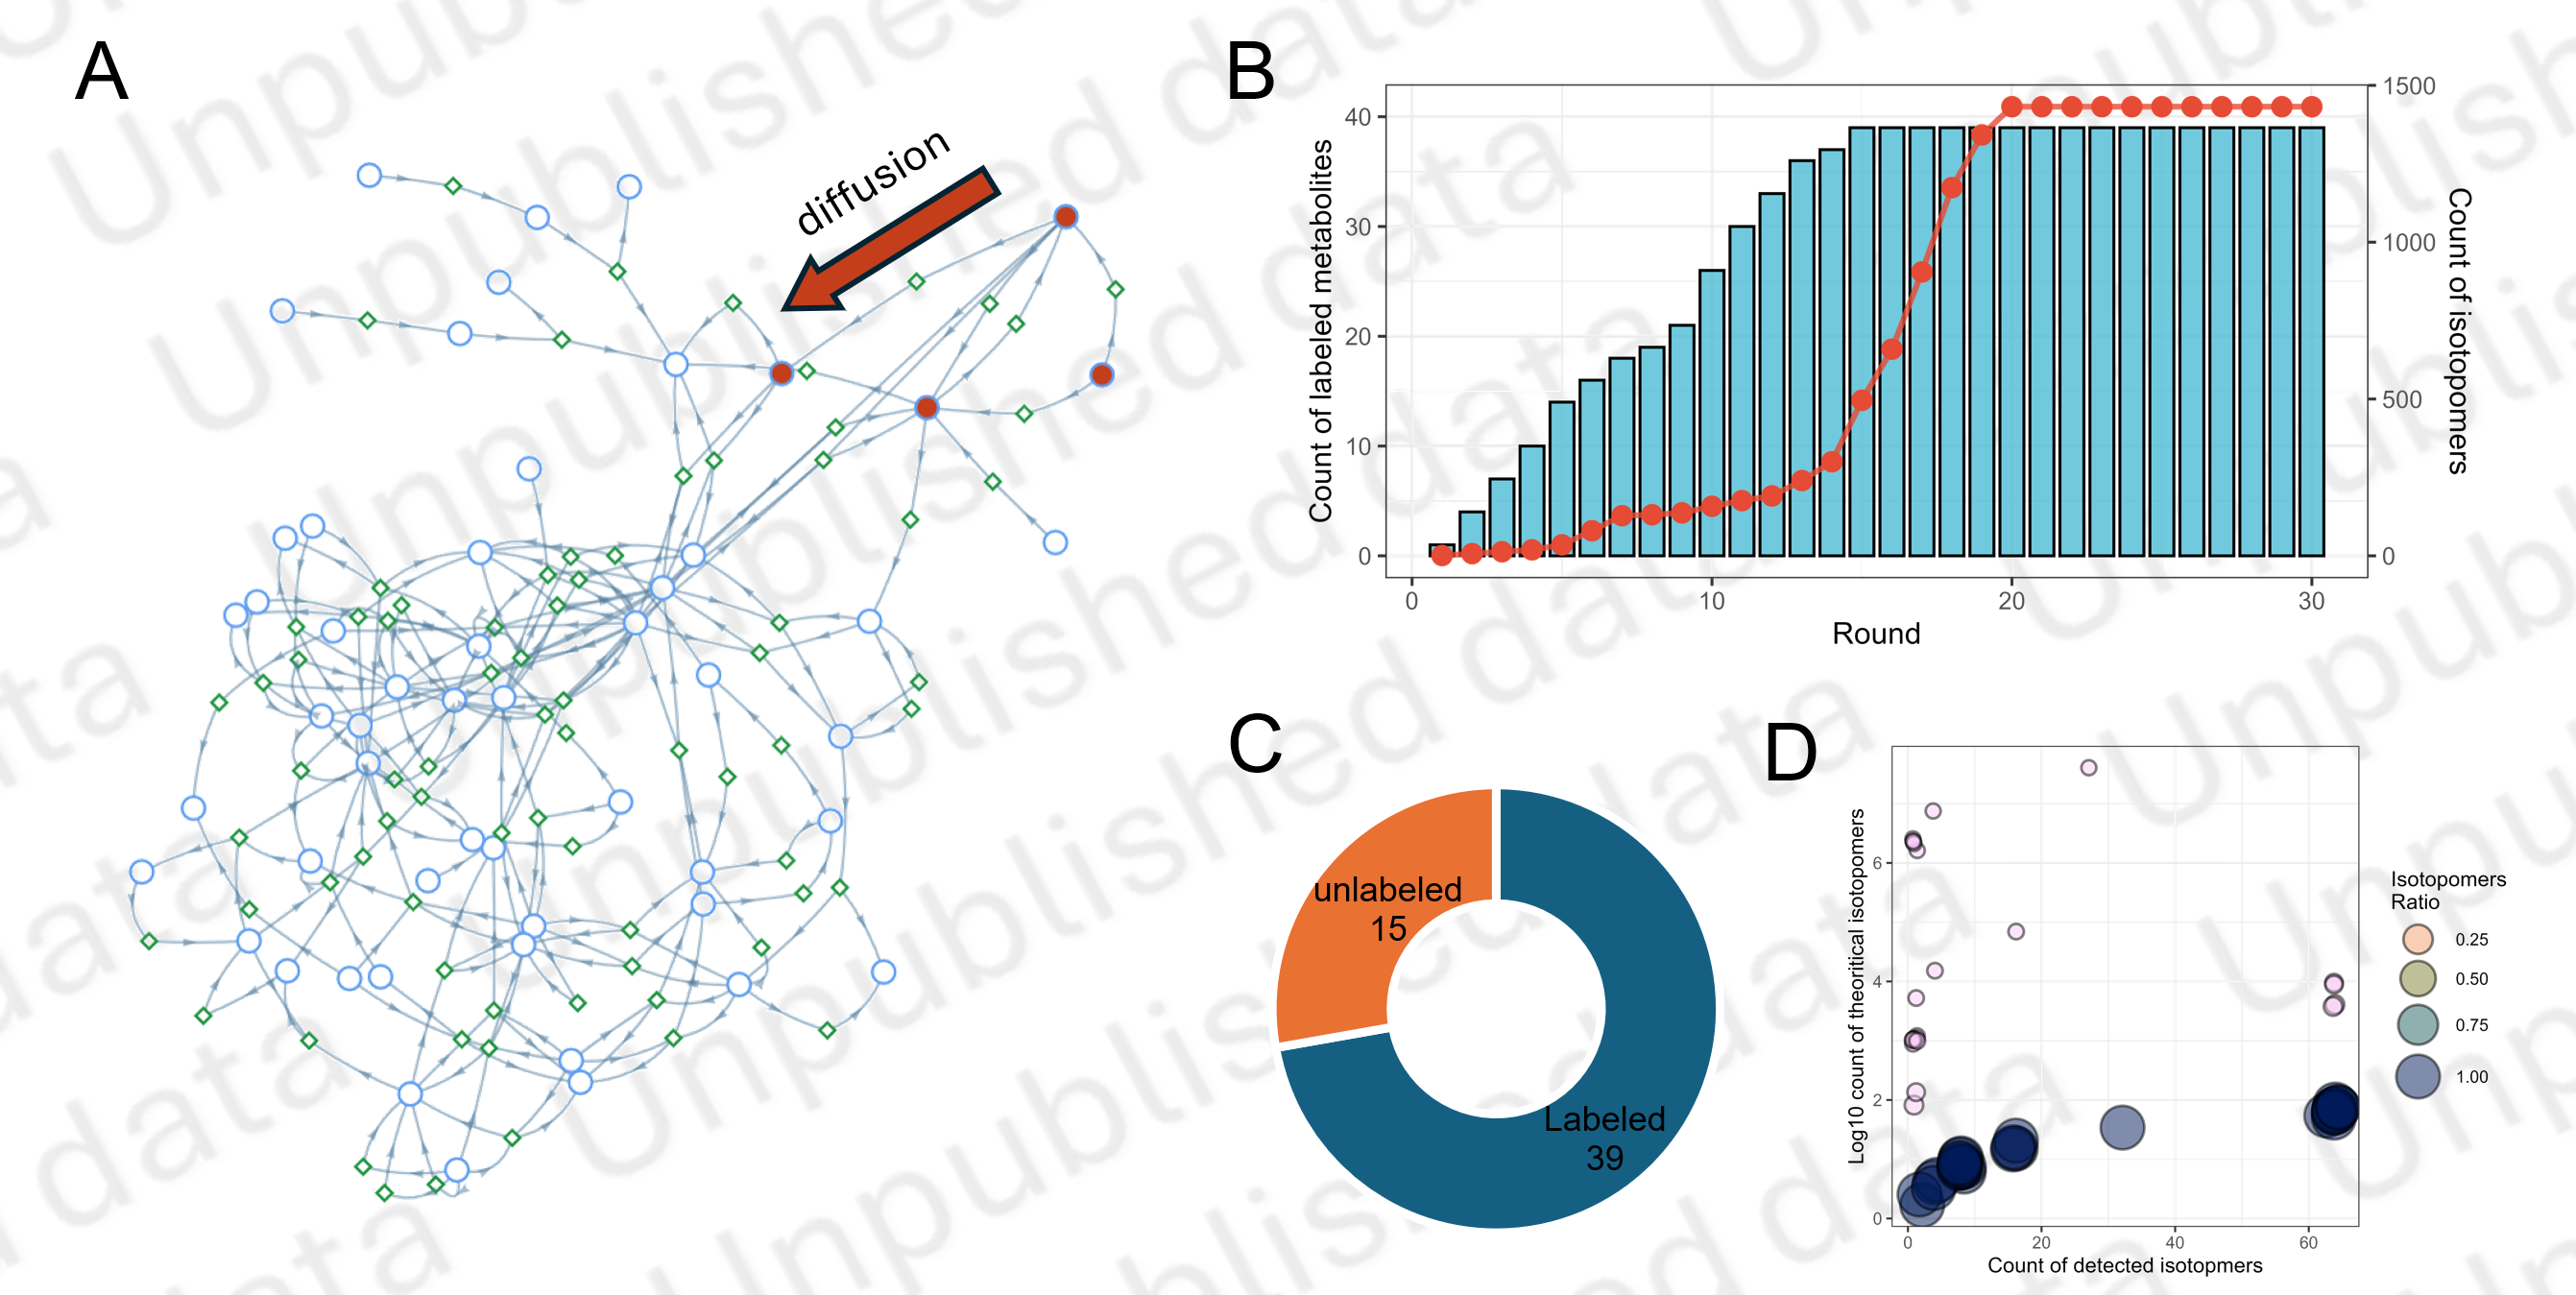 A
diffusion
B
Count of labeled metabolites
40
30
20
10
0
1500
1000
500
0
Count of isotopomers
0
10
20
30
Round
C
unlabeled
15
Labeled
39
D
Log10 count of theoritical isotopomers
6
4
2
0
0
20
40
60
Count of detected isotopmers
Isotopomers
Ratio
0.25
0.50
0.75
1.00
Unpublished data